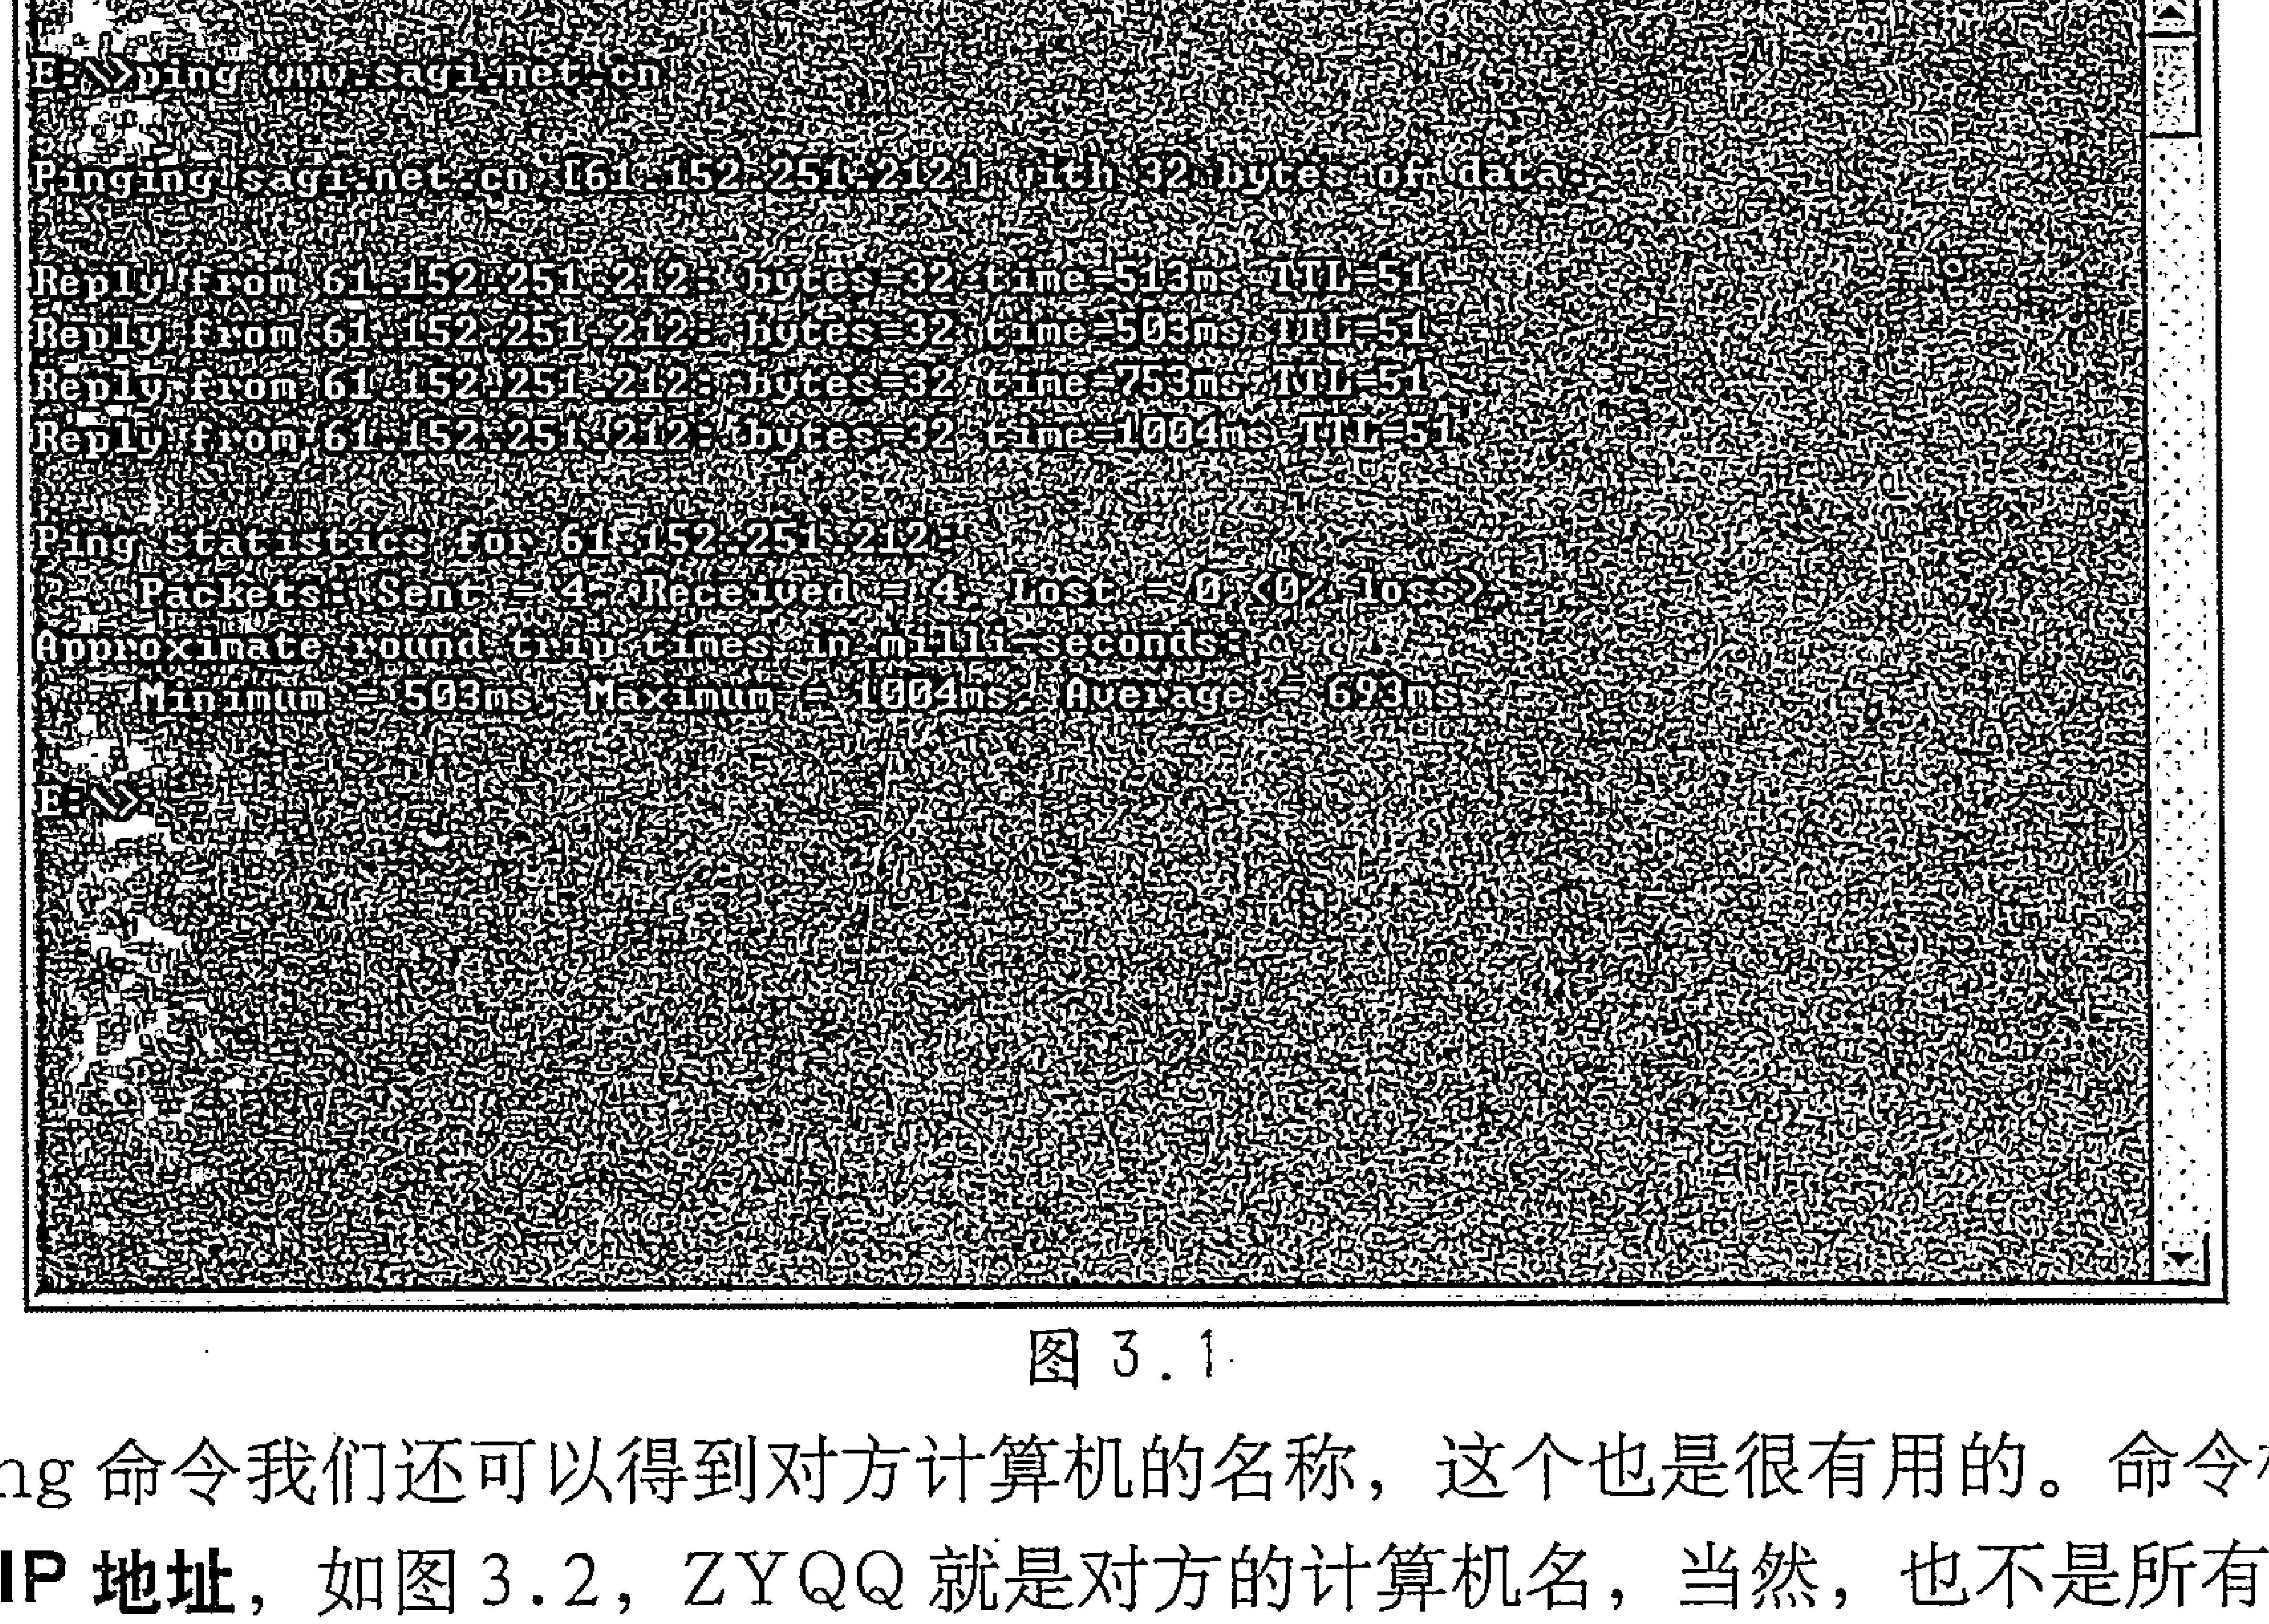 E:\>ping www.sagi.net.cn
Pinging sagi.net.cn [61.152.251.212] with 32 bytes of data:
Reply from 61.152.251.212: bytes=32 time=513ms TTL=51
Reply from 61.152.251.212: bytes=32 time=503ms TTL=51
Reply from 61.152.251.212: bytes=32 time=753ms TTL=51
Reply from 61.152.251.212: bytes=32 time=1004ms TTL=51
Ping statistics for 61.152.251.212:
Packets: Sent = 4, Received = 4, Lost = 0 (0% loss),
Approximate round trip times in milli-seconds:
Minimum = 503ms, Maximum = 1004ms, Average = 693ms
E:\>
图 3.1
ng 命令我们还可以得到对方计算机的名称，这个也是很有用的。命令
IP 地址，如图 3.2，ZYQQ 就是对方的计算机名，当然，也不是所有